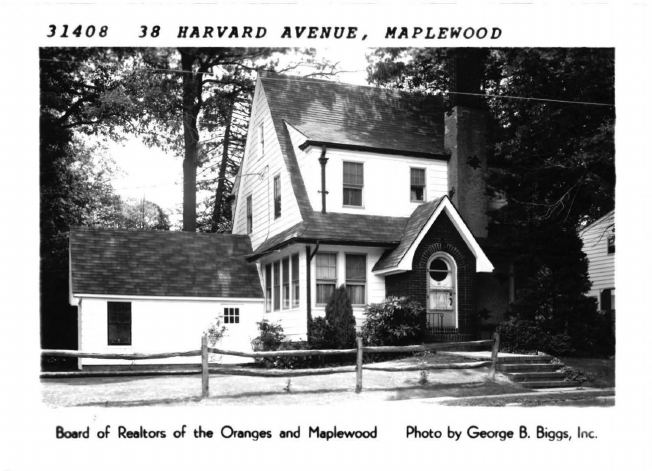 31408 38 HARVARD AVENUE, MAPLEWOOD
Board of Realtors of the Oranges and Maplewood Photo by George B. Biggs, Inc.